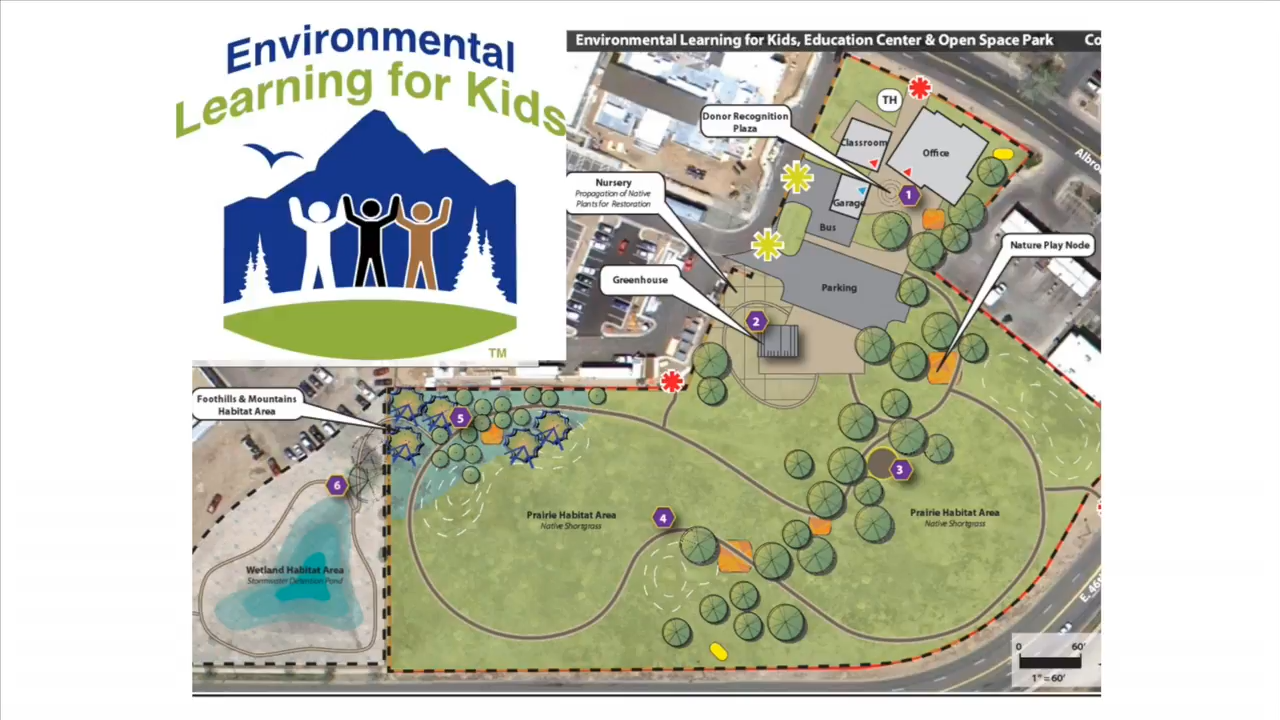 Environmental
Learning for Kids
TM
Environmental Learning for Kids, Education Center & Open Space Park Co
TH
Donor Recognition
Plaza
Classroom
Office
Albro
Nursery
Propagation of Native
Plants for Restoration
Garage
1
Bus
Nature Play Node
Greenhouse
Parking
2
Foothills & Mountains
Habitat Area
5
3
6
4
Prairie Habitat Area
Native Shortgrass
Prairie Habitat Area
Native Shortgrass
Wetland Habitat Area
Stormwater Detention Pond
E. 46t
0 60'
1" = 60'